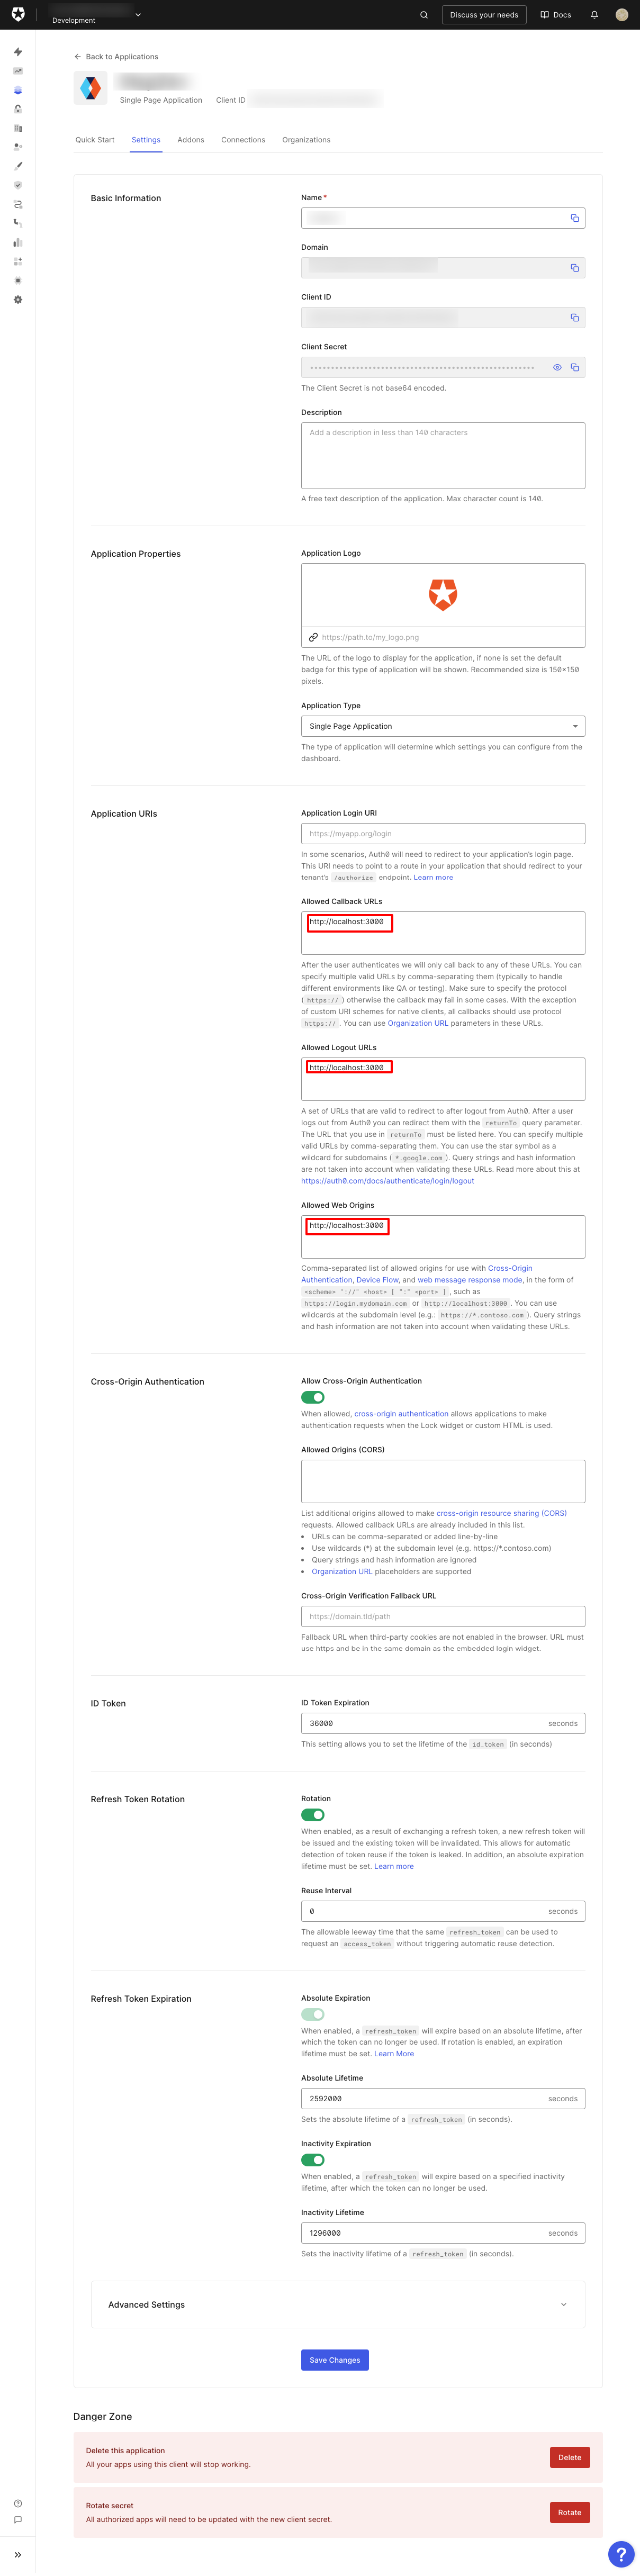 Development
Discuss your needs
Docs
Back to Applications
Single Page Application
Client ID
Quick Start
Settings
Addons
Connections
Organizations
Basic Information
Name *
Domain
Client ID
Client Secret
The Client Secret is not base64 encoded.
Description
Add a description in less than 140 characters
A free text description of the application. Max character count is 140.
Application Properties
Application Logo
https://path.to/my_logo.png
The URL of the logo to display for the application, if none is set the default
badge for this type of application will be shown. Recommended size is 150x150
pixels.
Application Type
Single Page Application
The type of application will determine which settings you can configure from the
dashboard.
Application URIs
Application Login URI
https://myapp.org/login
In some scenarios, Auth0 will need to redirect to your application's login page.
This URI needs to point to a route in your application that should redirect to your
tenant's /authorize endpoint. Learn more
Allowed Callback URLs
http://localhost:3000
After the user authenticates we will only call back to any of these URLs. You can
specify multiple valid URLs by comma-separating them (typically to handle
different environments like QA or testing). Make sure to specify the protocol
( https:// ) otherwise the callback may fail in some cases. With the exception
of custom URI schemes for native clients, all callbacks should use protocol
https:// . You can use Organization URL parameters in these URLs.
Allowed Logout URLs
http://localhost:3000
A set of URLs that are valid to redirect to after logout from Auth0. After a user
logs out from Auth0 you can redirect them with the returnTo query parameter.
The URL that you use in returnTo must be listed here. You can specify multiple
valid URLs by comma-separating them. You can use the star symbol as a
wildcard for subdomains ( *.google.com ). Query strings and hash information
are not taken into account when validating these URLs. Read more about this at
https://auth0.com/docs/authenticate/login/logout
Allowed Web Origins
http://localhost:3000
Comma-separated list of allowed origins for use with Cross-Origin
Authentication, Device Flow, and web message response mode, in the form of
<scheme> "://" <host> [ ":" <port> ] , such as
https://login.mydomain.com or http://localhost:3000 . You can use
wildcards at the subdomain level (e.g.: https://*.contoso.com ). Query strings
and hash information are not taken into account when validating these URLs.
Cross-Origin Authentication
Allow Cross-Origin Authentication
When allowed, cross-origin authentication allows applications to make
authentication requests when the Lock widget or custom HTML is used.
Allowed Origins (CORS)
List additional origins allowed to make cross-origin resource sharing (CORS)
requests. Allowed callback URLs are already included in this list.
• URLs can be comma-separated or added line-by-line
• Use wildcards (*) at the subdomain level (e.g. https://*.contoso.com)
• Query strings and hash information are ignored
• Organization URL placeholders are supported
Cross-Origin Verification Fallback URL
https://domain.tld/path
Fallback URL when third-party cookies are not enabled in the browser. URL must
use https and be in the same domain as the embedded login widget.
ID Token
ID Token Expiration
36000 seconds
This setting allows you to set the lifetime of the id_token (in seconds)
Refresh Token Rotation
Rotation
When enabled, as a result of exchanging a refresh token, a new refresh token will
be issued and the existing token will be invalidated. This allows for automatic
detection of token reuse if the token is leaked. In addition, an absolute expiration
lifetime must be set. Learn more
Reuse Interval
0 seconds
The allowable leeway time that the same refresh_token can be used to
request an access_token without triggering automatic reuse detection.
Refresh Token Expiration
Absolute Expiration
When enabled, a refresh_token will expire based on an absolute lifetime, after
which the token can no longer be used. If rotation is enabled, an expiration
lifetime must be set. Learn More
Absolute Lifetime
2592000 seconds
Sets the absolute lifetime of a refresh_token (in seconds).
Inactivity Expiration
When enabled, a refresh_token will expire based on a specified inactivity
lifetime, after which the token can no longer be used.
Inactivity Lifetime
1296000 seconds
Sets the inactivity lifetime of a refresh_token (in seconds).
Advanced Settings
Save Changes
Danger Zone
Delete this application
All your apps using this client will stop working.
Delete
Rotate secret
All authorized apps will need to be updated with the new client secret.
Rotate
?